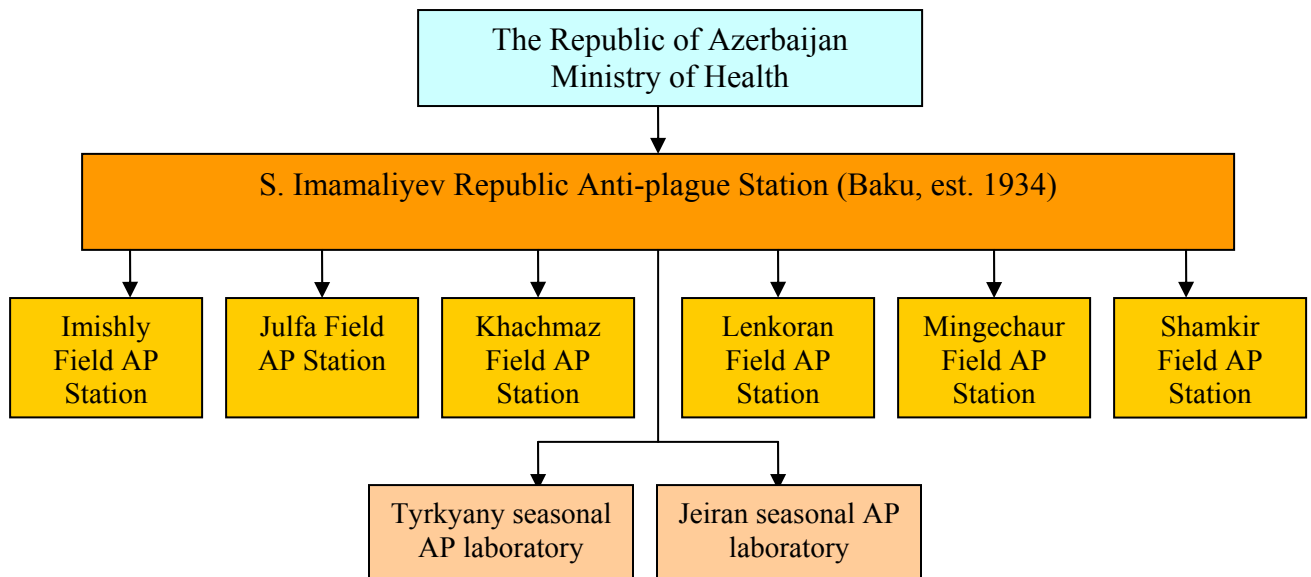 The Republic of Azerbaijan
Ministry of Health
S. Imamaliyev Republic Anti-plague Station (Baku, est. 1934)
Imishly
Field AP
Station
Julfa Field
AP Station
Khachmaz
Field AP
Station
Lenkoran
Field AP
Station
Mingechaur
Field AP
Station
Shamkir
Field AP
Station
Tyrkyany seasonal
AP laboratory
Jeiran seasonal AP
laboratory